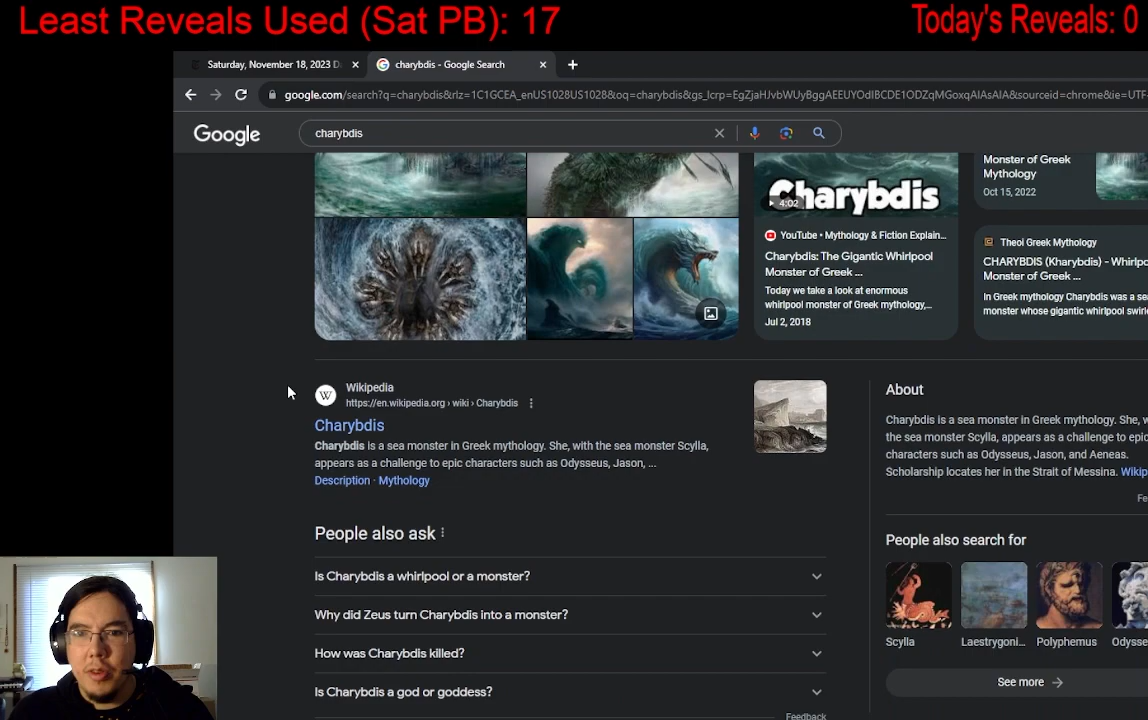 Least Reveals Used (Sat PB): 17
Today's Reveals: 0
Saturday, November 18, 2023 D
charybdis - Google Search
google.com/search?q=charybdis&rlz=1C1GCEA_enUS1028US1028&oq=charybdis&gs_lcrp=EgZjaHJvbWUyBggAEEUYOdIBCDE1ODZqMGoxqAIAsAIA&sourceid=chrome&ie=UTF-
Google
charybdis
Charybdis
4:02
YouTube • Mythology & Fiction Explain...
Charybdis: The Gigantic Whirlpool
Monster of Greek ...
Today we take a look at enormous
whirlpool monster of Greek mythology,...
Jul 2, 2018
Monster of Greek
Mythology
Oct 15, 2022
Theoi Greek Mythology
CHARYBDIS (Kharybdis) - Whirlpo
Monster of Greek ...
In Greek mythology Charybdis was a se
monster whose gigantic whirlpool swirl
W
Wikipedia
https://en.wikipedia.org › wiki › Charybdis
Charybdis
Charybdis is a sea monster in Greek mythology. She, with the sea monster Scylla,
appears as a challenge to epic characters such as Odysseus, Jason, ...
Description · Mythology
People also ask
Is Charybdis a whirlpool or a monster?
Why did Zeus turn Charybdis into a monster?
How was Charybdis killed?
Is Charybdis a god or goddess?
Feedback
About
Charybdis is a sea monster in Greek mythology. She, w
the sea monster Scylla, appears as a challenge to epic
characters such as Odysseus, Jason, and Aeneas.
Scholarship locates her in the Strait of Messina. Wikip
Fe
People also search for
Scylla
Laestrygoni...
Polyphemus
Odysse
See more